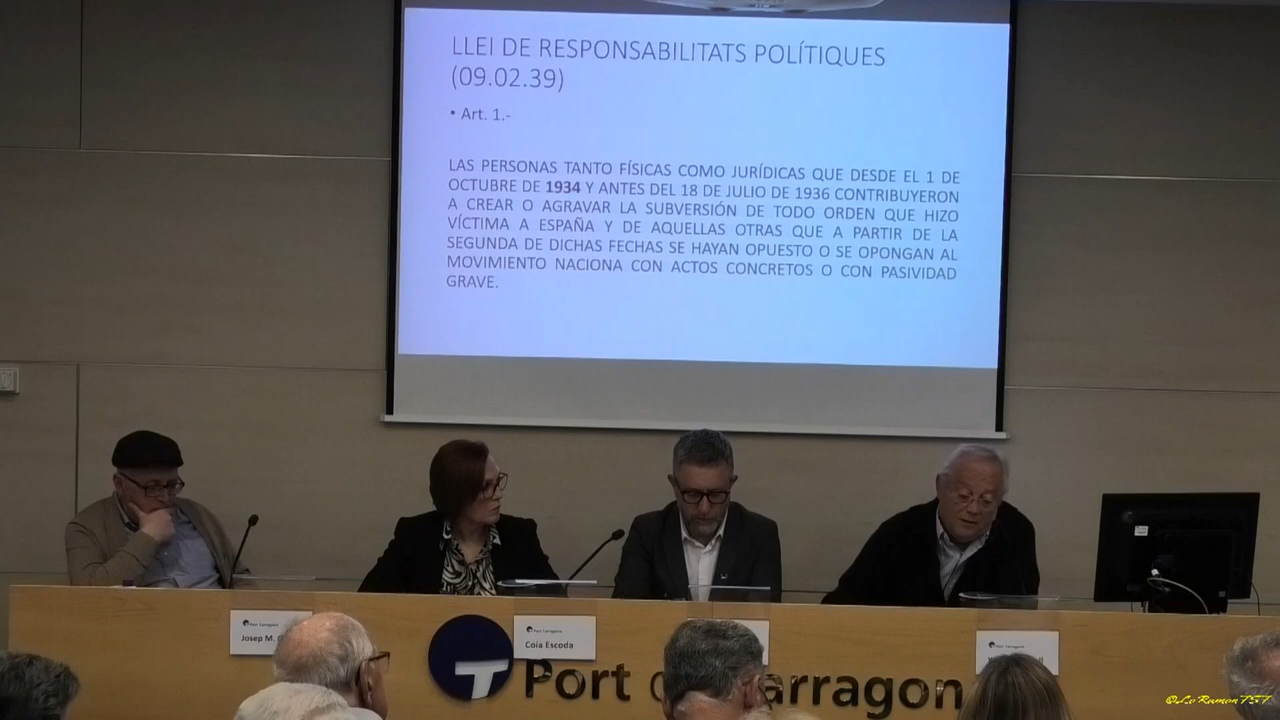 LLEI DE RESPONSABILITATS POLÍTIQUES
(09.02.39)
• Art. 1.-
LAS PERSONAS TANTO FÍSICAS COMO JURÍDICAS QUE DESDE EL 1 DE
OCTUBRE DE 1934 Y ANTES DEL 18 DE JULIO DE 1936 CONTRIBUYERON
A CREAR O AGRAVAR LA SUBVERSIÓN DE TODO ORDEN QUE HIZO
VÍCTIMA A ESPAÑA Y DE AQUELLAS OTRAS QUE A PARTIR DE LA
SEGUNDA DE DICHAS FECHAS SE HAYAN OPUESTO O SE OPONGAN AL
MOVIMIENTO NACIONA CON ACTOS CONCRETOS O CON PASIVIDAD
GRAVE.
Port Tarragona
Josep M.
Port Tarragona
Coia Escoda
Port Tarragona
Port
©Lo Ramon757